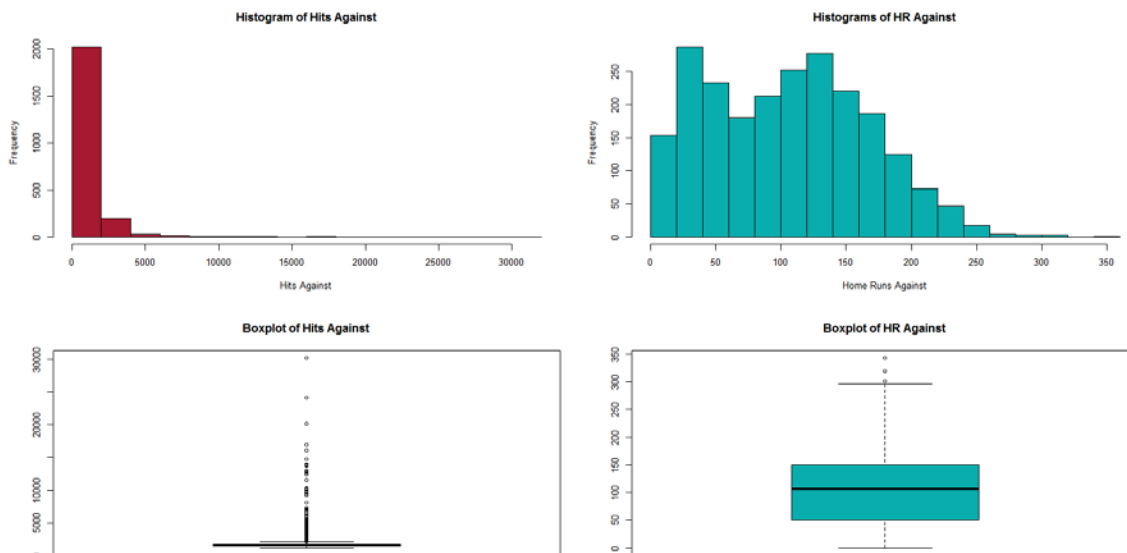 Histogram of Hits Against
Frequency
2000
1500
1000
500
0
0 5000 10000 15000 20000 25000 30000
Hits Against
Histograms of HR Against
Frequency
250
200
150
100
50
0
0 50 100 150 200 250 300 350
Home Runs Against
Boxplot of Hits Against
30000
20000
10000
5000
Boxplot of HR Against
350
300
250
200
150
100
50
0